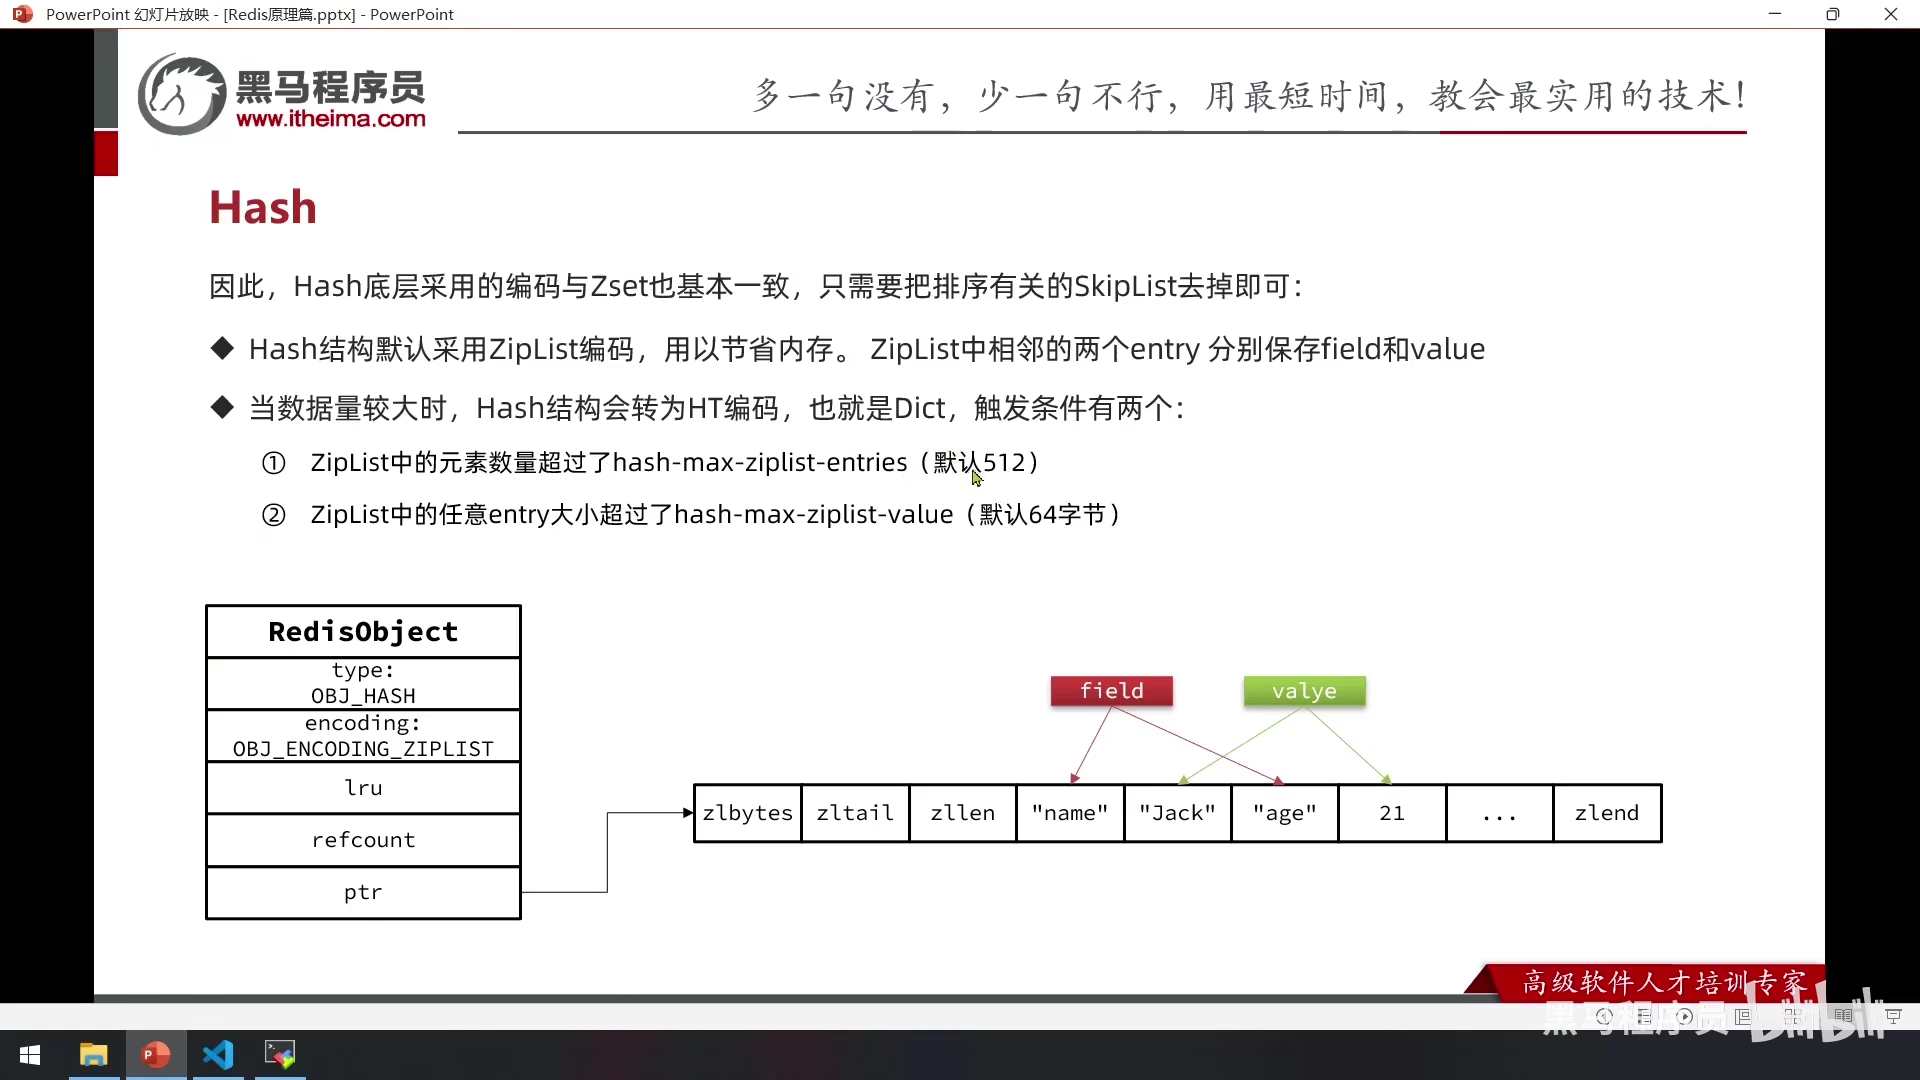 PowerPoint 幻灯片放映 - [Redis原理篇.pptx] - PowerPoint
黑马程序员
www.itheima.com
多一句没有，少一句不行，用最短时间，教会最实用的技术！
Hash
因此，Hash底层采用的编码与Zset也基本一致，只需要把排序有关的SkipList去掉即可：
◆ Hash结构默认采用ZipList编码，用以节省内存。 ZipList中相邻的两个entry 分别保存field和value
◆ 当数据量较大时，Hash结构会转为HT编码，也就是Dict，触发条件有两个：
① ZipList中的元素数量超过了hash-max-ziplist-entries（默认512）
② ZipList中的任意entry大小超过了hash-max-ziplist-value（默认64字节）
RedisObject
type:
OBJ_HASH
encoding:
OBJ_ENCODING_ZIPLIST
lru
refcount
ptr
field
valye
zlbytes zltail zllen "name" "Jack" "age" 21 ... zlend
高级软件人才培训专家
黑马程序员 bilibili